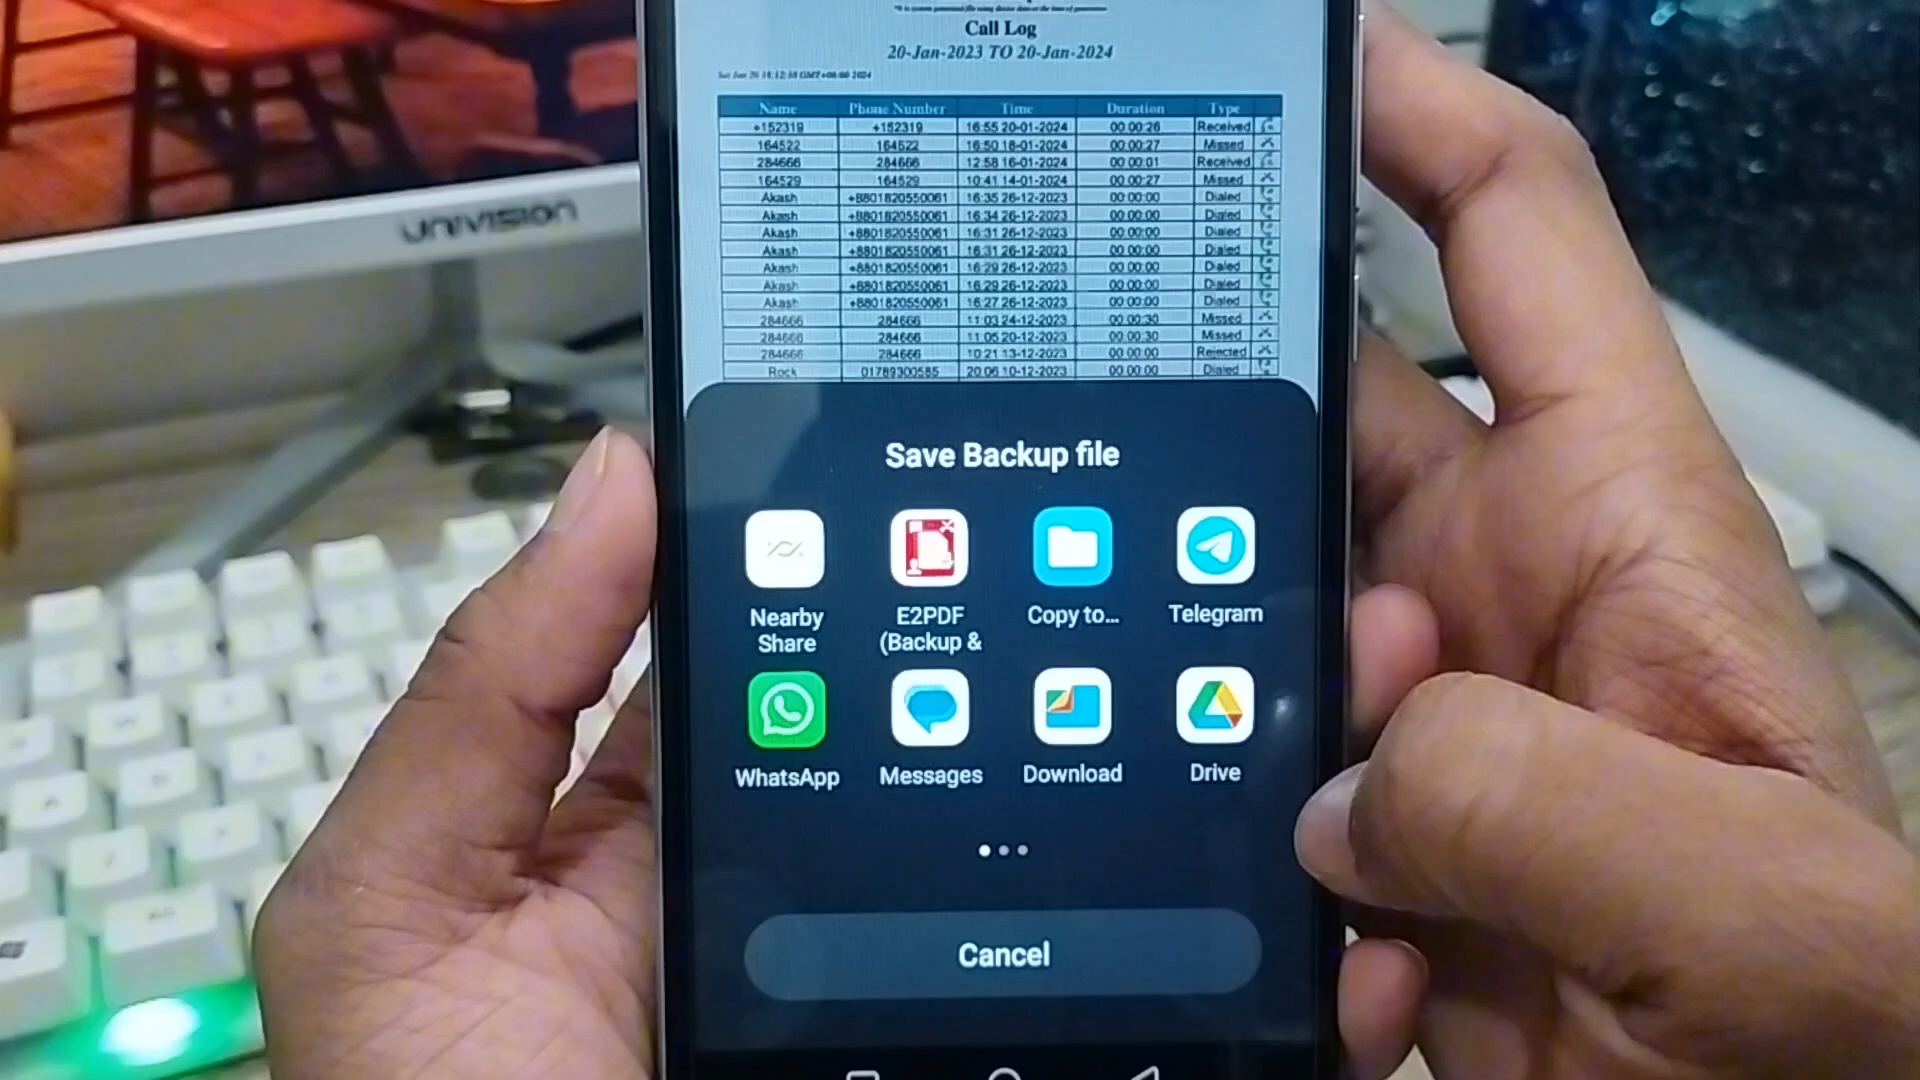 Call Log
20-Jan-2023 TO 20-Jan-2024
Sat Jan 20 18:12:58 GMT+06:00 2024
Name Phone Number Time Duration Type
+152319 +152319 16:55 20-01-2024 00:00:26 Received
164522 164522 16:50 18-01-2024 00:00:27 Missed
284666 284666 12:58 16-01-2024 00:00:01 Received
164529 164529 10:41 14-01-2024 00:00:27 Missed
Akash +8801820550061 16:35 26-12-2023 00:00:00 Dialed
Akash +8801820550061 16:34 26-12-2023 00:00:00 Dialed
Akash +8801820550061 16:31 26-12-2023 00:00:00 Dialed
Akash +8801820550061 16:31 26-12-2023 00:00:00 Dialed
Akash +8801820550061 16:29 26-12-2023 00:00:00 Dialed
Akash +8801820550061 16:29 26-12-2023 00:00:00 Dialed
Akash +8801820550061 16:27 26-12-2023 00:00:00 Dialed
284666 284666 11:03 24-12-2023 00:00:30 Missed
284666 284666 11:05 20-12-2023 00:00:30 Missed
284666 284666 10:21 13-12-2023 00:00:00 Rejected
Rock 01789300585 20:06 10-12-2023 00:00:00 Dialed
UNIVISION
Save Backup file
Nearby Share
E2PDF (Backup &
Copy to...
Telegram
WhatsApp
Messages
Download
Drive
Cancel